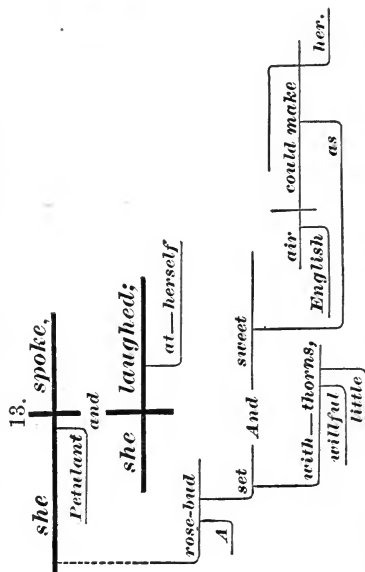 13.
she spoke,
Petulant
and
she laughed;
at—herself
rose-bud
A
set And sweet
with—thorns,
willful
little
air could make
English
as
her.